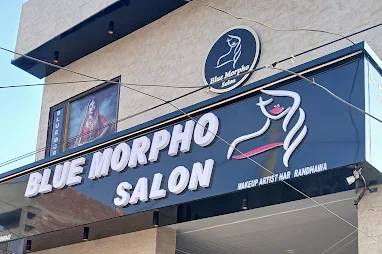 Blue Morpho
Salon
BLUE MORPHO
SALON
MAKEUP ARTIST HAR RANDHAWA